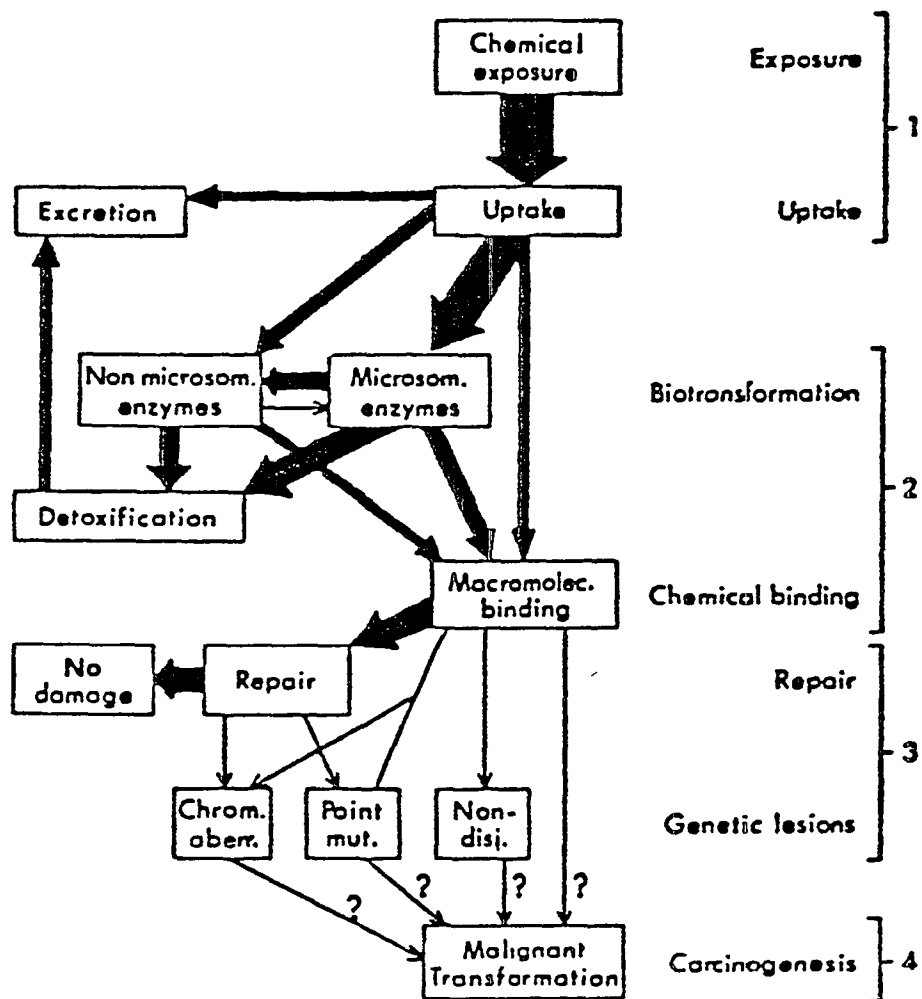 Chemical
exposure
Exposure
1
Excretion
Uptake
Uptake
Non microsom.
enzymes
Microsom.
enzymes
Biotransformation
2
Detoxification
Macromolec.
binding
Chemical binding
No
damage
Repair
Repair
3
Chrom.
aberr.
Point
mut.
Non-
disj.
Genetic lesions
?
?
?
?
Malignant
Transformation
Carcinogenesis
4